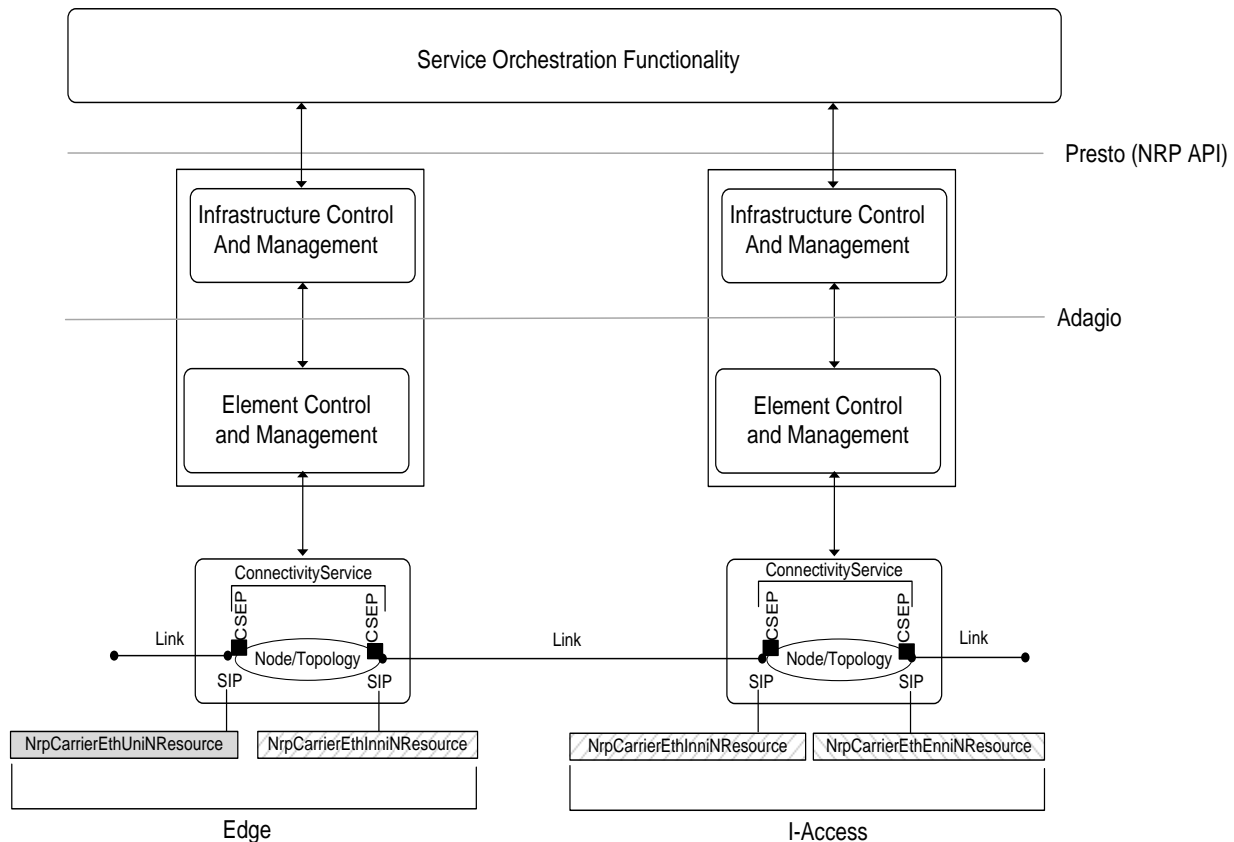 Service Orchestration Functionality
Presto (NRP API)
Infrastructure Control
And Management
Infrastructure Control
And Management
Adagio
Element Control
and Management
Element Control
and Management
ConnectivityService
ConnectivityService
CSEP
CSEP
CSEP
CSEP
Link
Node/Topology
Link
Node/Topology
Link
SIP
SIP
SIP
SIP
NrpCarrierEthUniNResource
NrpCarrierEthInniNResource
NrpCarrierEthInniNResource
NrpCarrierEthEnniNResource
Edge
I-Access